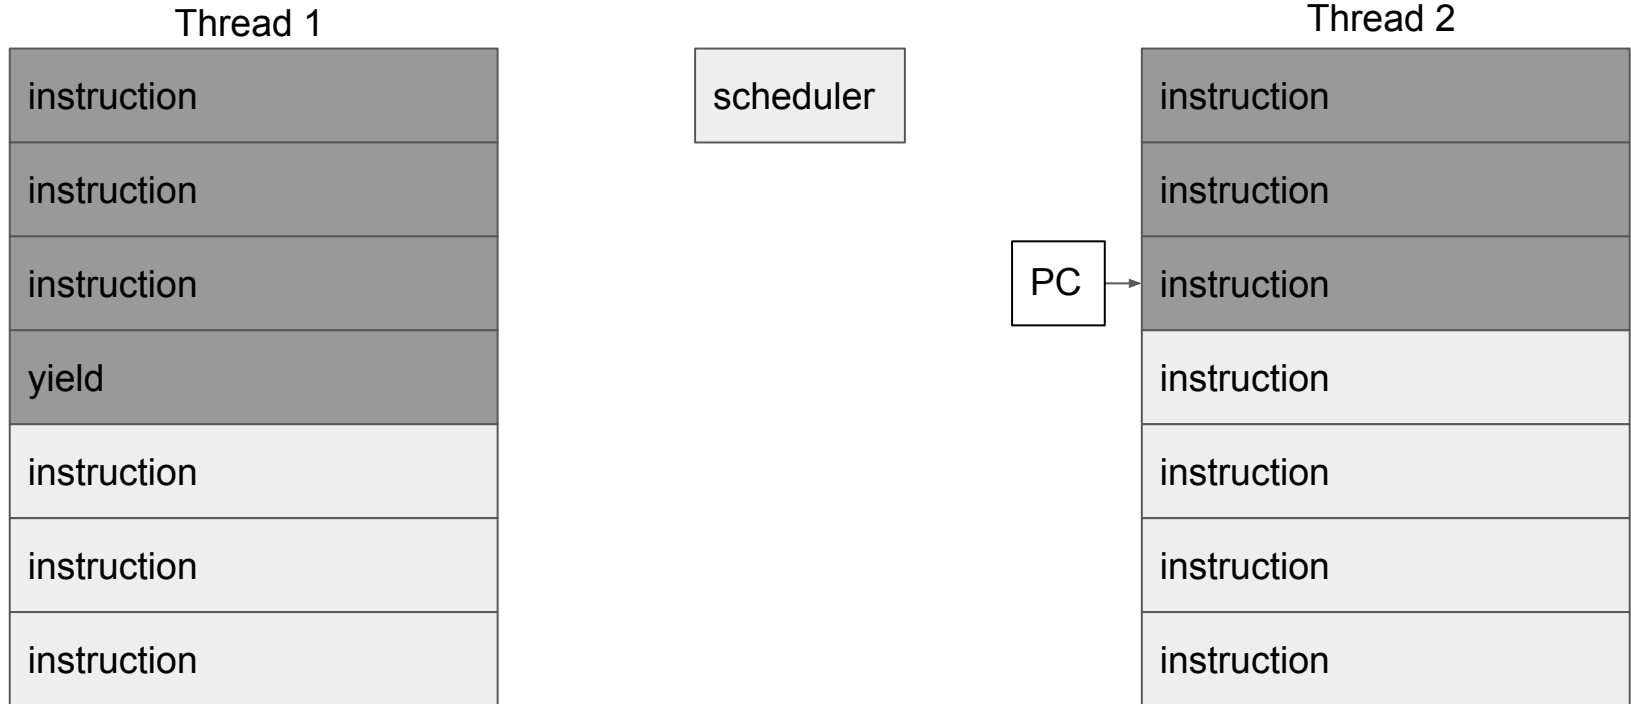 Thread 1
instruction
instruction
instruction
yield
instruction
instruction
instruction
scheduler
PC
Thread 2
instruction
instruction
instruction
instruction
instruction
instruction
instruction